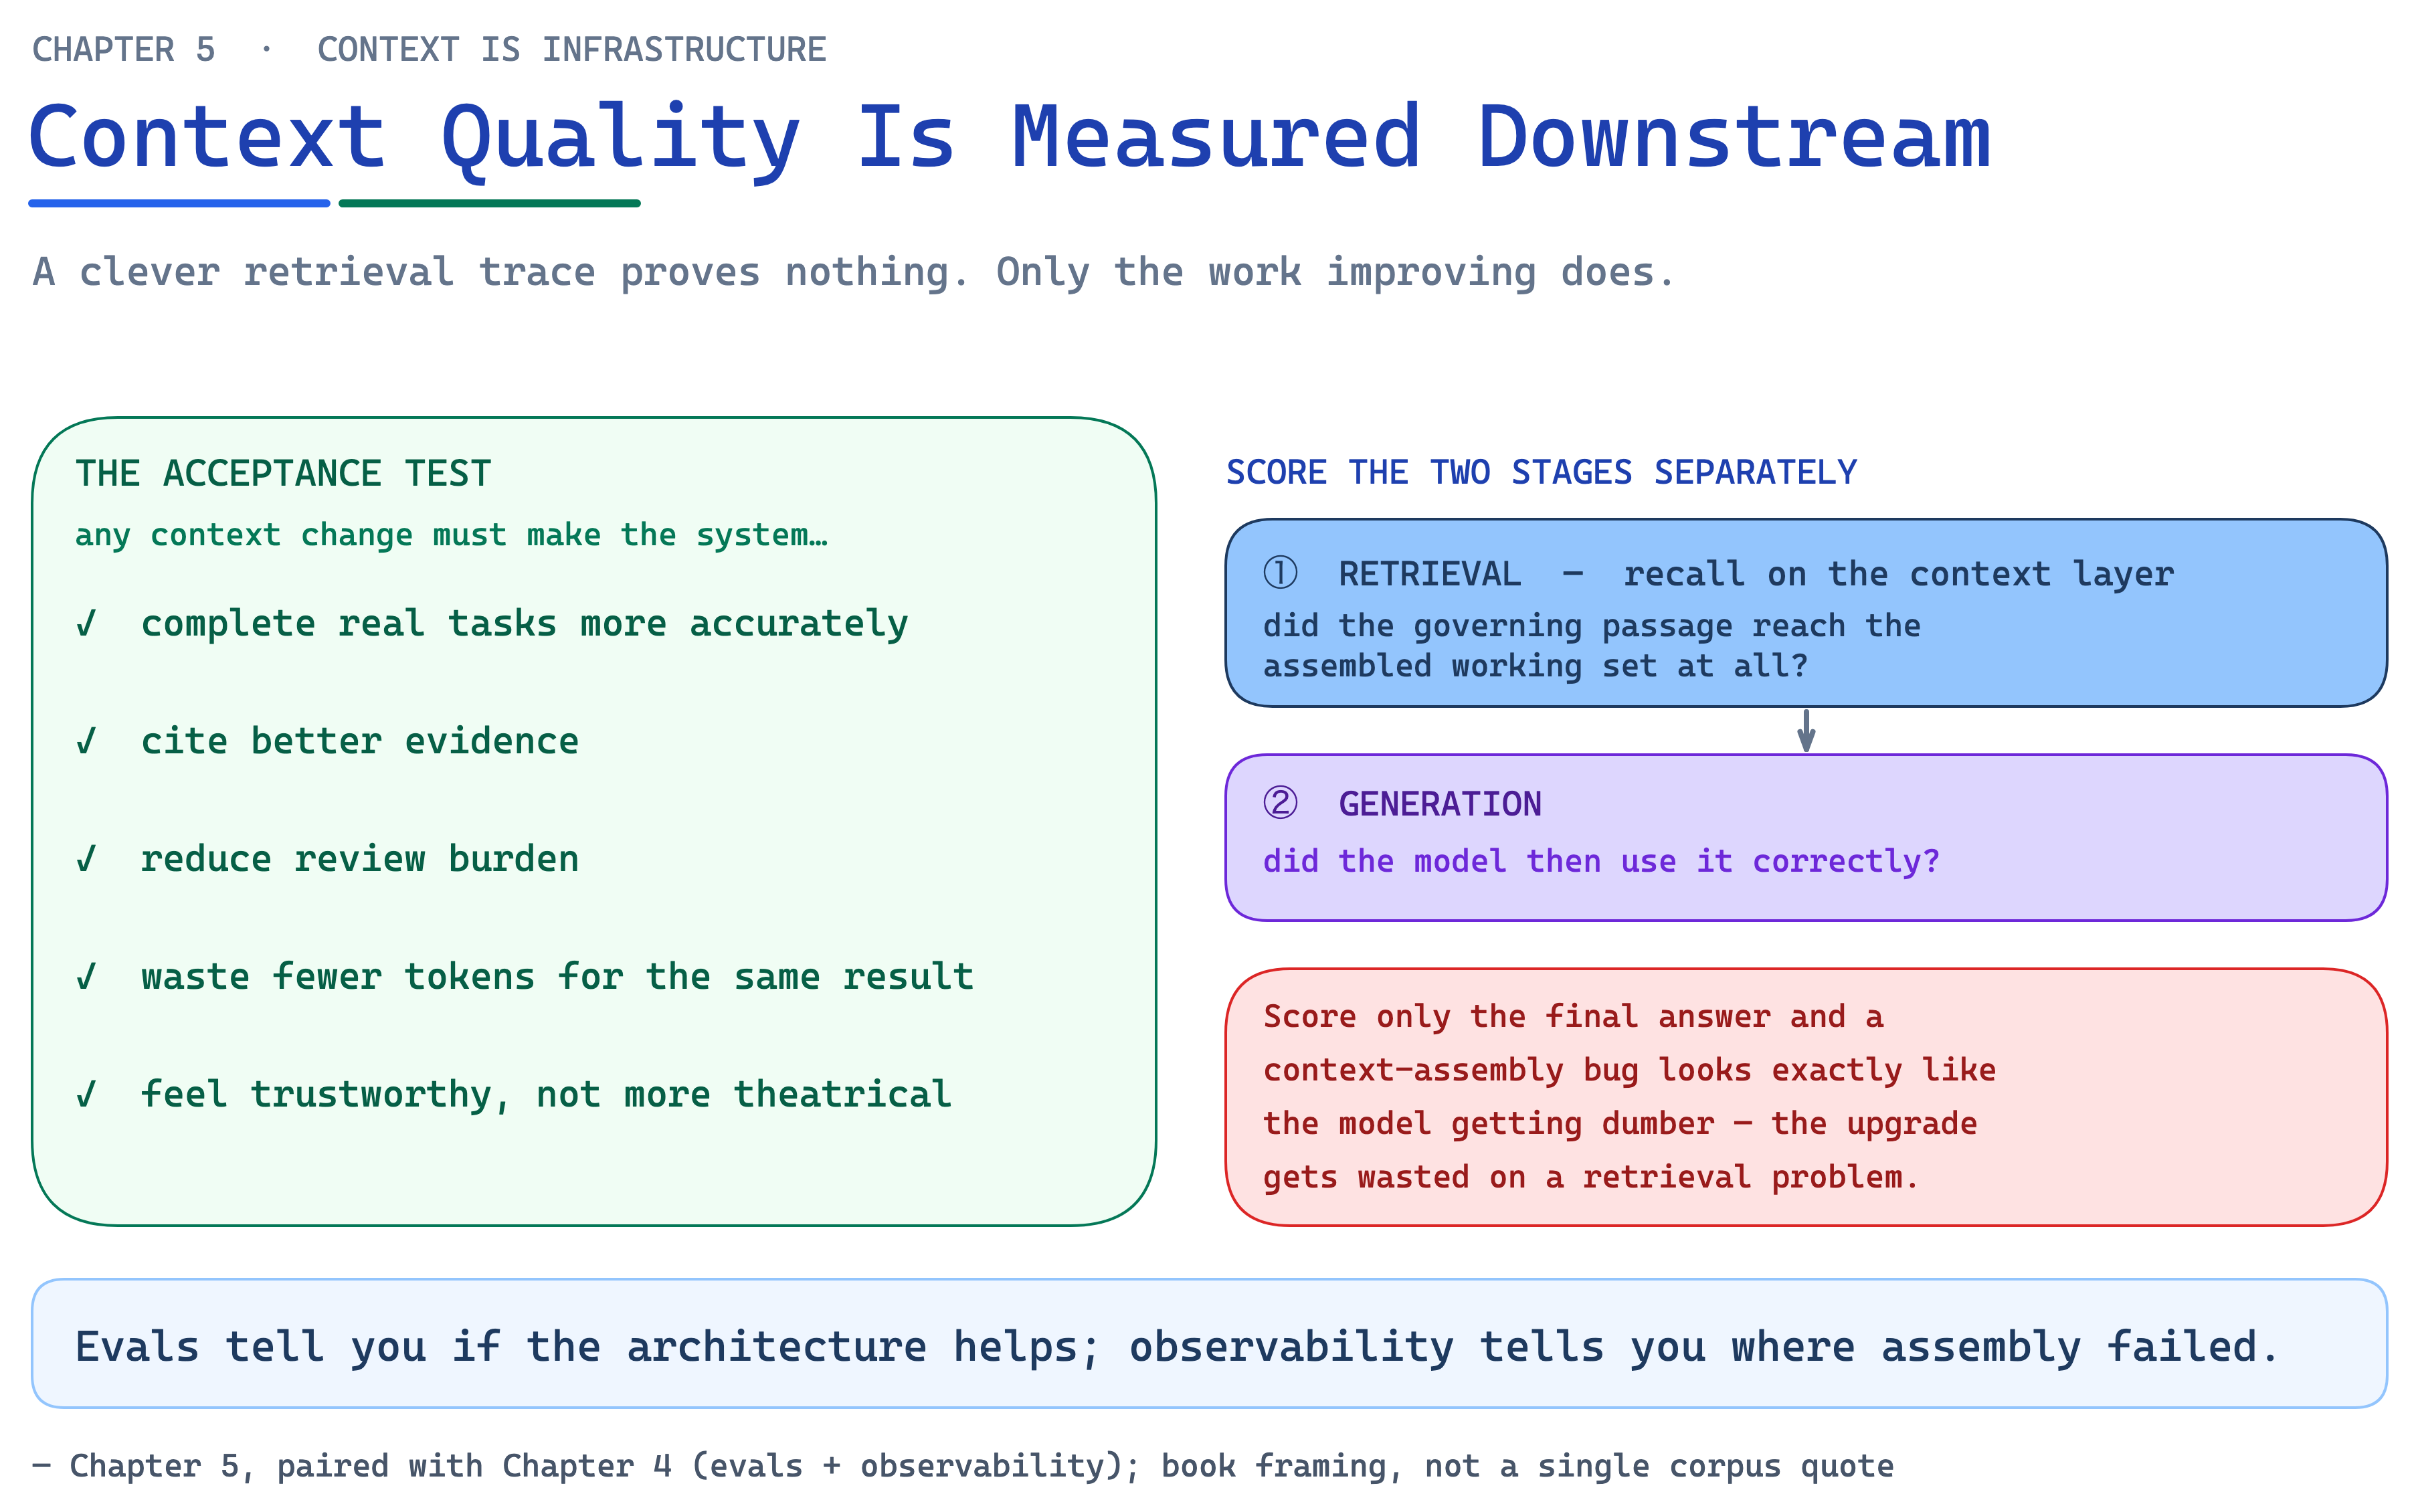 CHAPTER 5 · CONTEXT IS INFRASTRUCTURE
Context Quality Is Measured Downstream
A clever retrieval trace proves nothing. Only the work improving does.
THE ACCEPTANCE TEST
any context change must make the system…
✓ complete real tasks more accurately
✓ cite better evidence
✓ reduce review burden
✓ waste fewer tokens for the same result
✓ feel trustworthy, not more theatrical
SCORE THE TWO STAGES SEPARATELY
① RETRIEVAL — recall on the context layer
did the governing passage reach the
assembled working set at all?
② GENERATION
did the model then use it correctly?
Score only the final answer and a
context-assembly bug looks exactly like
the model getting dumber — the upgrade
gets wasted on a retrieval problem.
Evals tell you if the architecture helps; observability tells you where assembly failed.
— Chapter 5, paired with Chapter 4 (evals + observability); book framing, not a single corpus quote